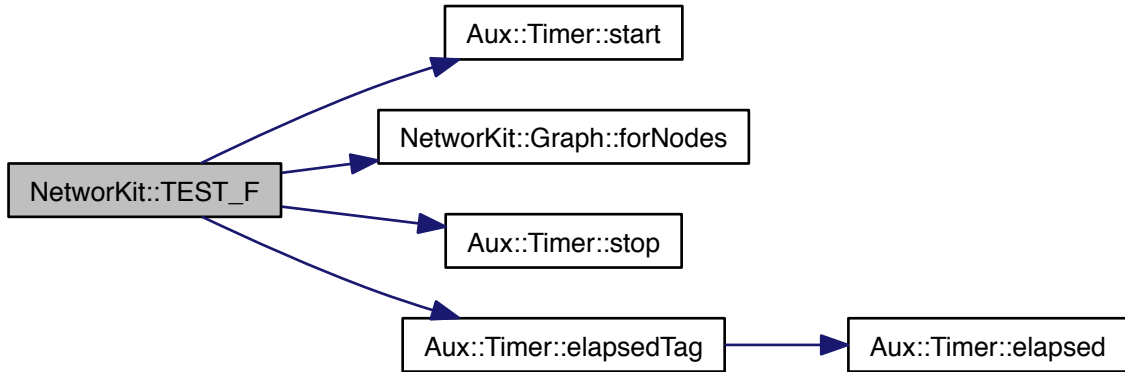 Aux::Timer::start
NetworKit::Graph::forNodes
NetworKit::TEST_F
Aux::Timer::stop
Aux::Timer::elapsedTag
Aux::Timer::elapsed